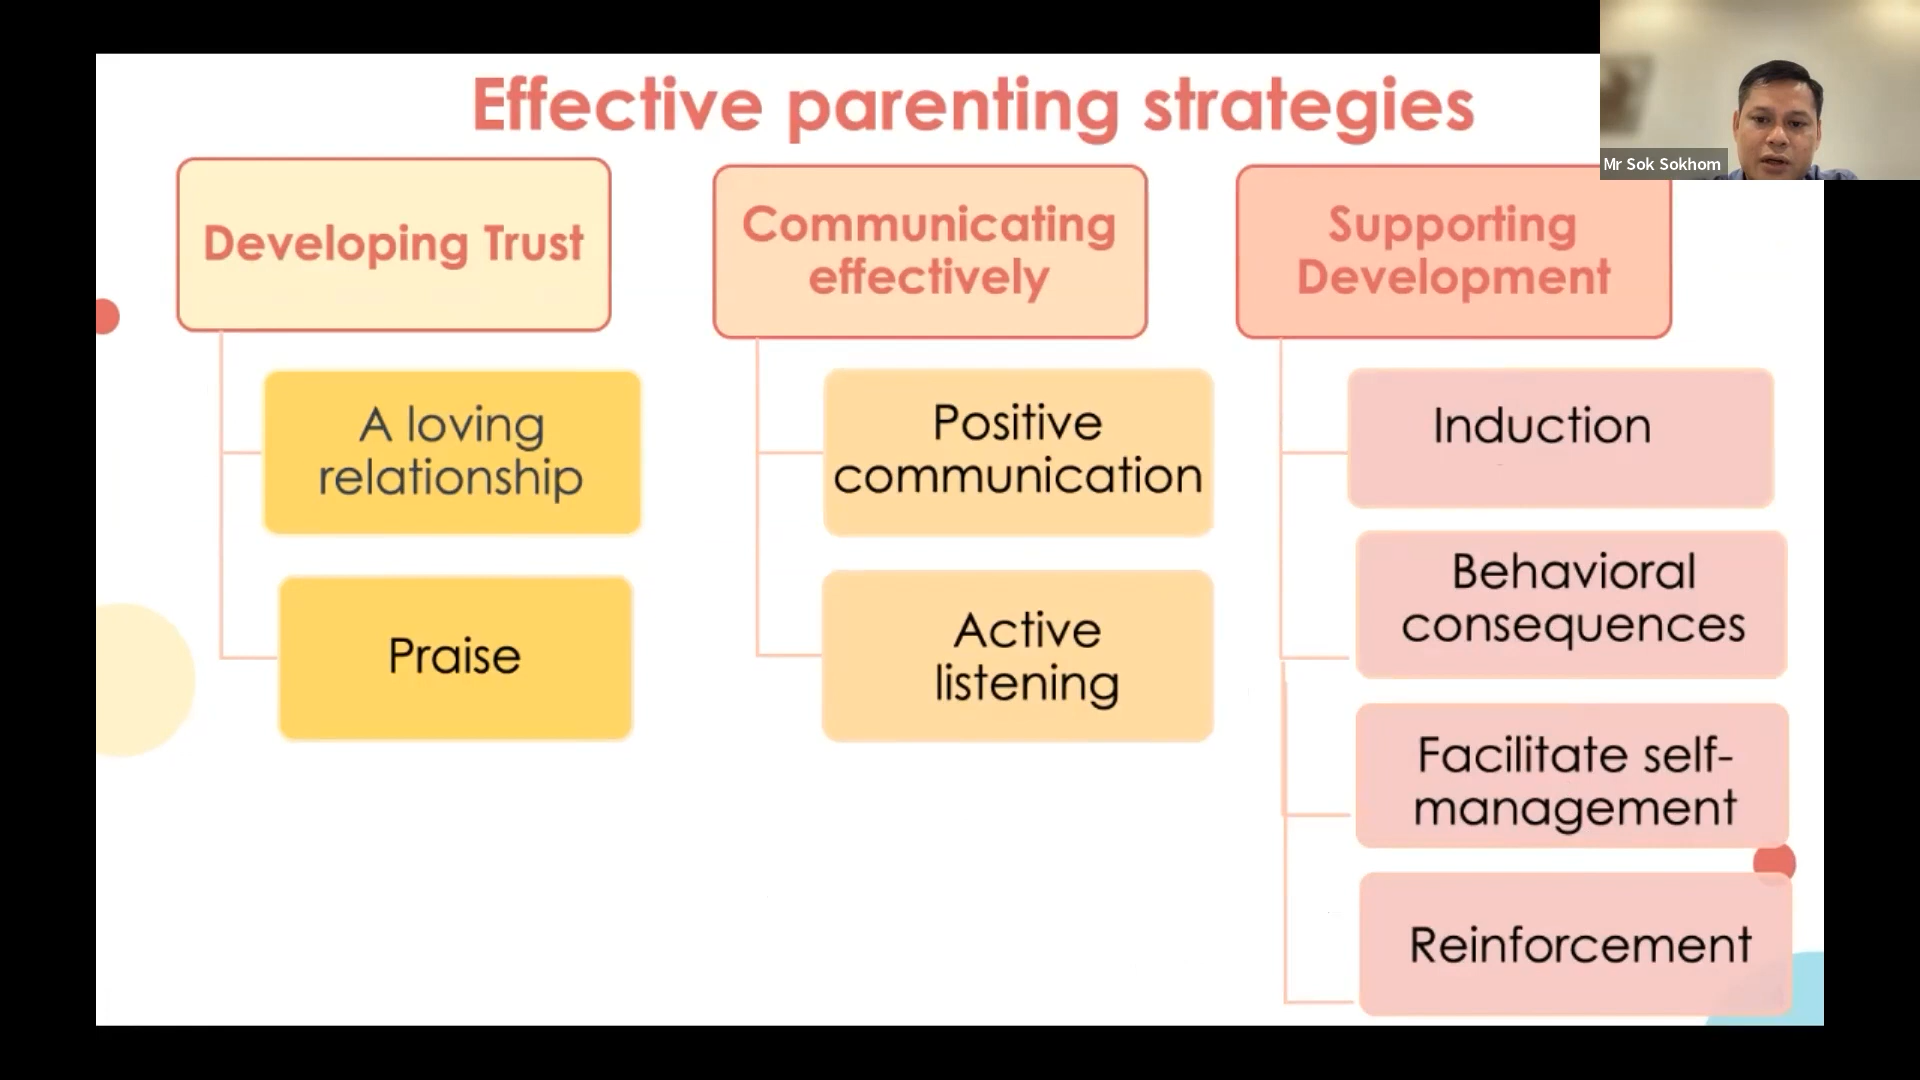 Effective parenting strategies
Mr Sok Sokhom
Developing Trust
A loving
relationship
Praise
Communicating
effectively
Positive
communication
Active
listening
Supporting
Development
Induction
Behavioral
consequences
Facilitate self-
management
Reinforcement